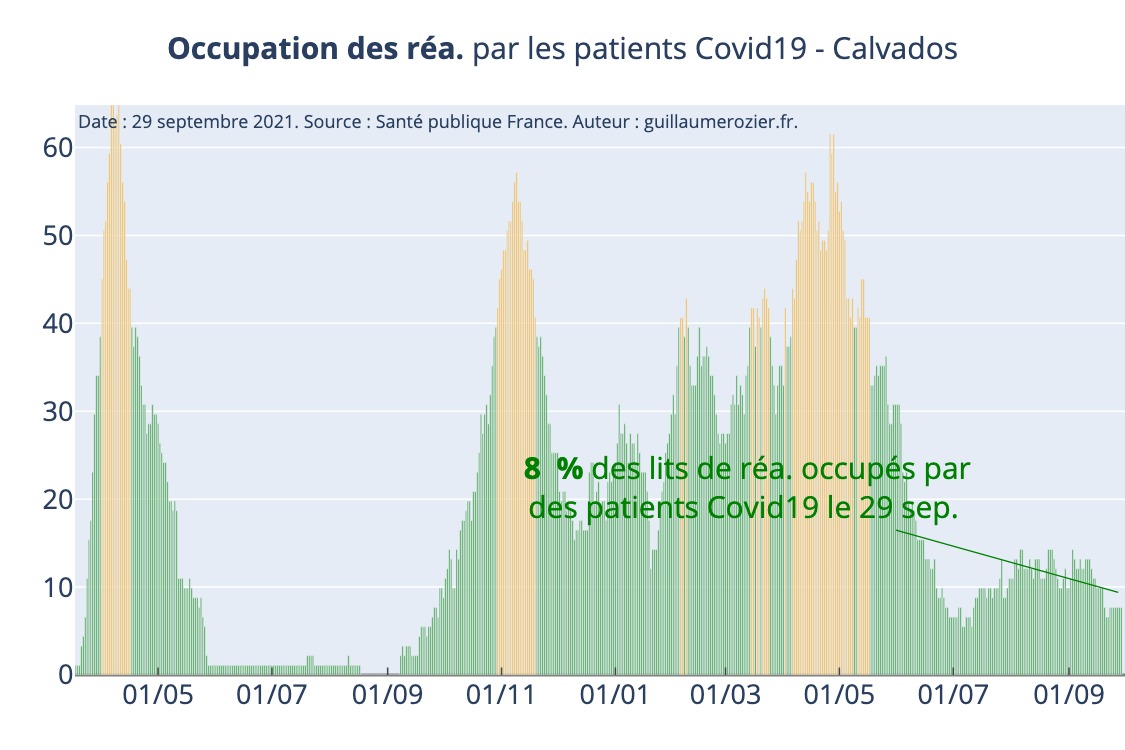 Occupation des réa. par les patients Covid19 - Calvados
Date : 29 septembre 2021. Source : Santé publique France. Auteur : guillaumerozier.fr.
60
50
40
30
20
10
0
8 % des lits de réa. occupés par
des patients Covid19 le 29 sep.
01/05 01/07 01/09 01/11 01/01 01/03 01/05 01/07 01/09